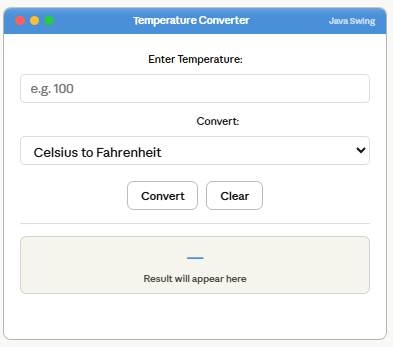 Temperature Converter Java Swing
Enter Temperature:
e.g. 100
Convert:
Celsius to Fahrenheit
Convert Clear
—
Result will appear here